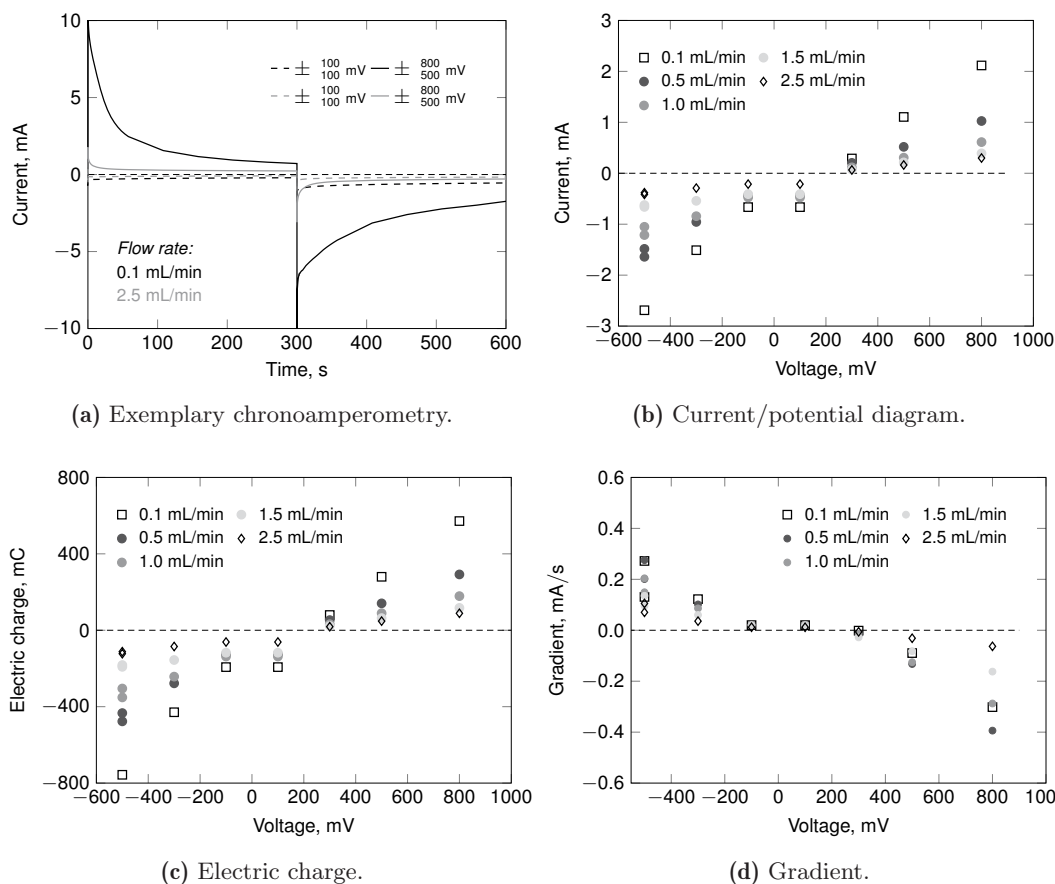 10
5
0
−5
−10
Current, mA
100
100 mV
800
500 mV
100
100 mV
800
500 mV
Flow rate:
0.1 mL/min
2.5 mL/min
0 100 200 300 400 500 600
Time, s
(a) Exemplary chronoamperometry.
3
2
1
0
−1
−2
−3
Current, mA
0.1 mL/min
0.5 mL/min
1.0 mL/min
1.5 mL/min
2.5 mL/min
−600 −400 −200 0 200 400 600 800 1000
Voltage, mV
(b) Current/potential diagram.
800
400
0
−400
−800
Electric charge, mC
0.1 mL/min
0.5 mL/min
1.0 mL/min
1.5 mL/min
2.5 mL/min
−600 −400 −200 0 200 400 600 800 1000
Voltage, mV
(c) Electric charge.
0.6
0.4
0.2
0.0
−0.2
−0.4
−0.6
Gradient, mA/s
0.1 mL/min
0.5 mL/min
1.0 mL/min
1.5 mL/min
2.5 mL/min
−400 −200 0 200 400 600 800 100
Voltage, mV
(d) Gradient.